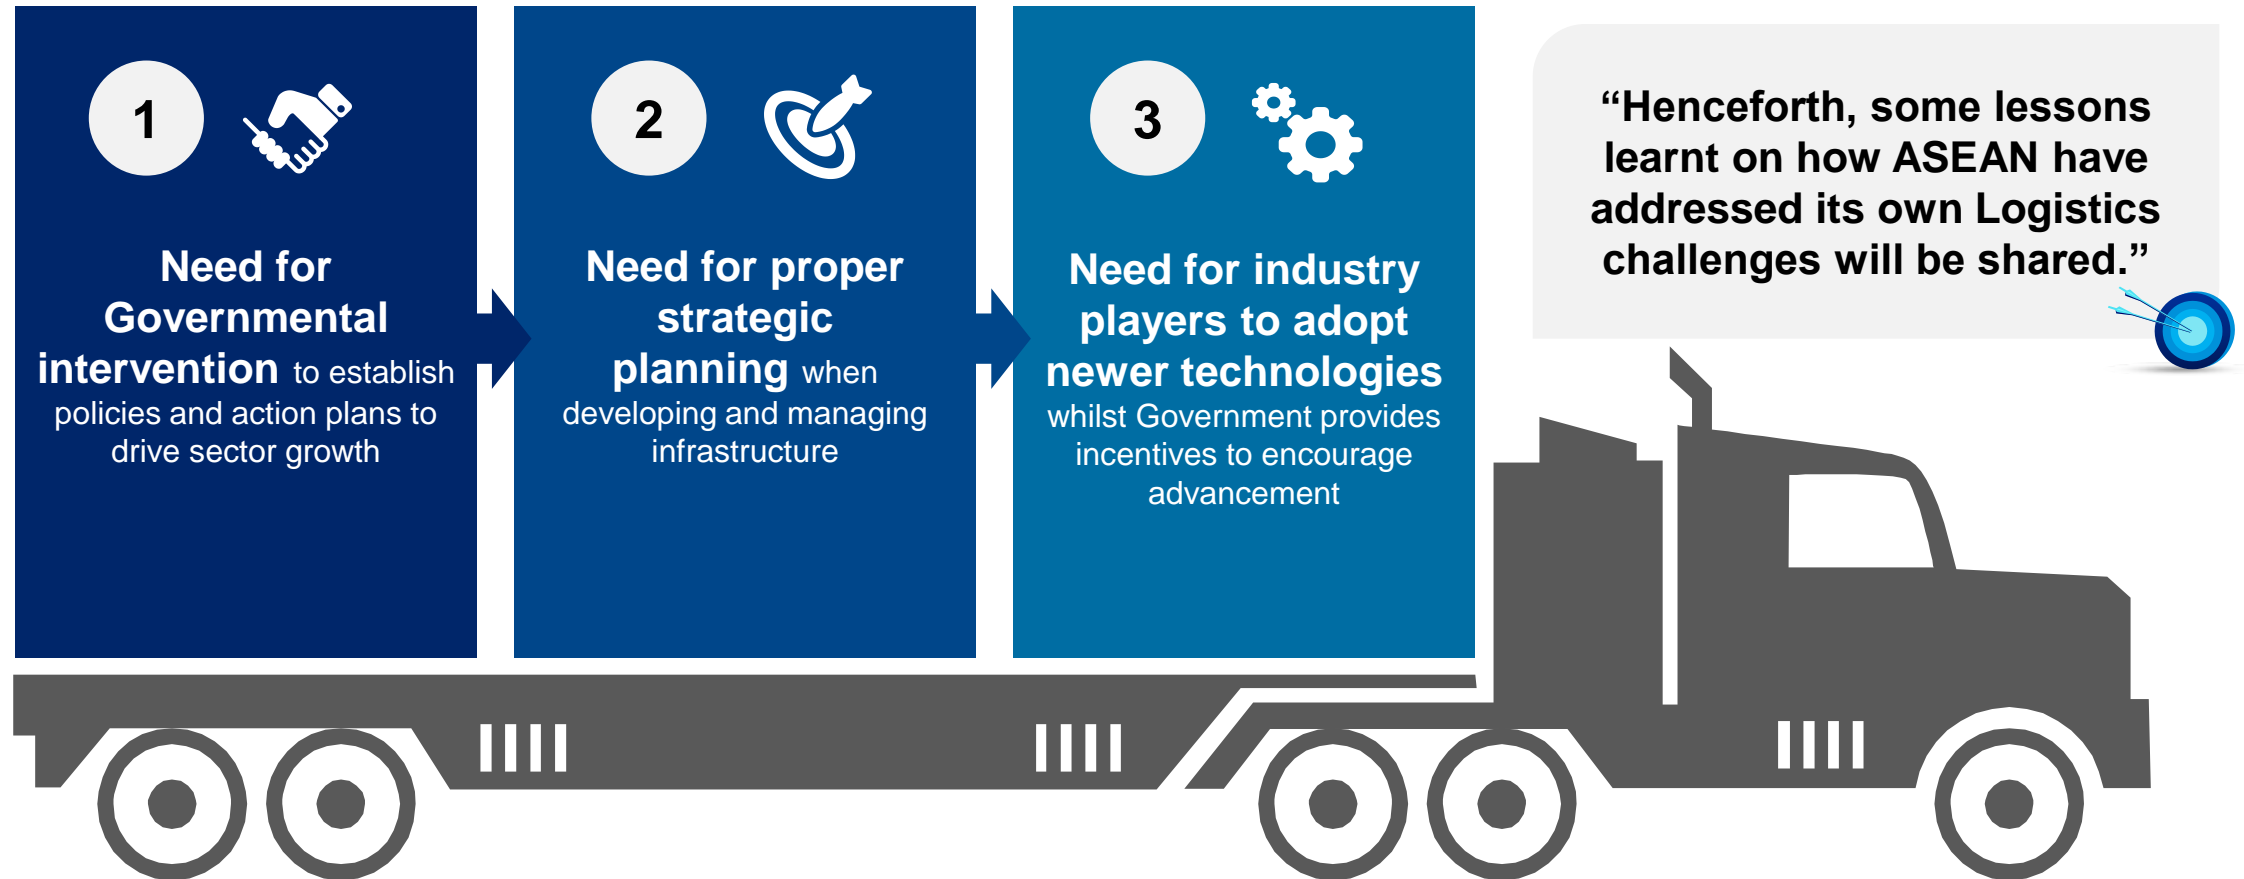 1
Need for
Governmental
intervention to establish
policies and action plans to
drive sector growth
2
Need for proper
strategic
planning when
developing and managing
infrastructure
3
Need for industry
players to adopt
newer technologies
whilst Government provides
incentives to encourage
advancement
“Henceforth, some lessons
learnt on how ASEAN have
addressed its own Logistics
challenges will be shared.”